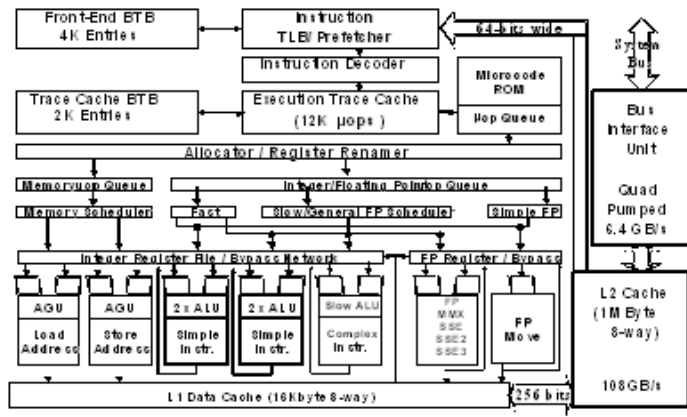 Front-End BTB
4K Entries
Instruction
TLB/ Prefetcher
64-bits wide
System
Bus
Instruction Decoder
Microcode
ROM
Trace Cache BTB
2K Entries
Execution Trace Cache
(12K µops )
µop Queue
Bus
Interface
Unit
Quad
Pumped
6.4 GB/s
Allocator / Register Renamer
Memory uop Queue
Integer/Floating Point uop Queue
Memory Scheduler
Fast
Slow/General FP Scheduler
Simple FP
Integer Register File / Bypass Network
FP Register / Bypass
AGU
Load
Address
AGU
Store
Address
2x ALU
Simple
Instr.
2x ALU
Simple
Instr.
Slow ALU
Complex
Instr.
FP
MMX
SSE
SSE2
SSE3
FP
Move
L2 Cache
(1 M Byte
8-way)
108GB/s
L1 Data Cache (16Kbyte 8-way)
256 bits